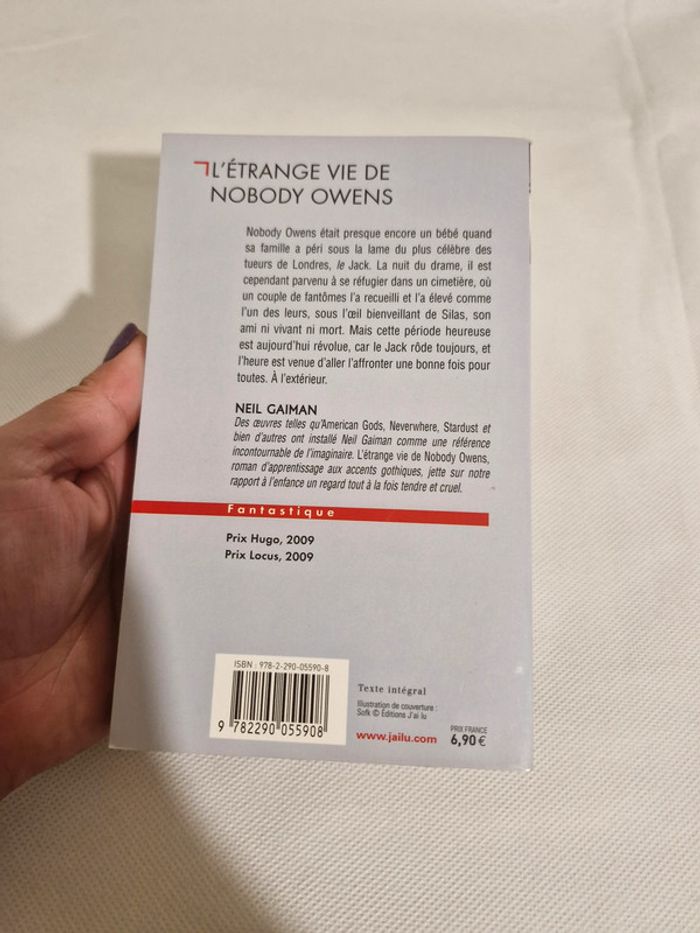 L'ÉTRANGE VIE DE
NOBODY OWENS
Nobody Owens était presque encore un bébé quand
sa famille a péri sous la lame du plus célèbre des
tueurs de Londres, le Jack. La nuit du drame, il est
cependant parvenu à se réfugier dans un cimetière, où
un couple de fantômes l'a recueilli et l'a élevé comme
l'un des leurs, sous l'œil bienveillant de Silas, son
ami ni vivant ni mort. Mais cette période heureuse
est aujourd'hui révolue, car le Jack rôde toujours, et
l'heure est venue d'aller l'affronter une bonne fois pour
toutes. À l'extérieur.
NEIL GAIMAN
Des œuvres telles qu'American Gods, Neverwhere, Stardust et
bien d'autres ont installé Neil Gaiman comme une référence
incontournable de l'imaginaire. L'étrange vie de Nobody Owens,
roman d'apprentissage aux accents gothiques, jette sur notre
rapport à l'enfance un regard tout à la fois tendre et cruel.
Fantastique
Prix Hugo, 2009
Prix Locus, 2009
ISBN : 978-2-290-05590-8
9 782290 055908
Texte intégral
Illustration de couverture :
Sofk © Éditions J'ai lu
www.jailu.com
PRIX FRANCE
6,90 €